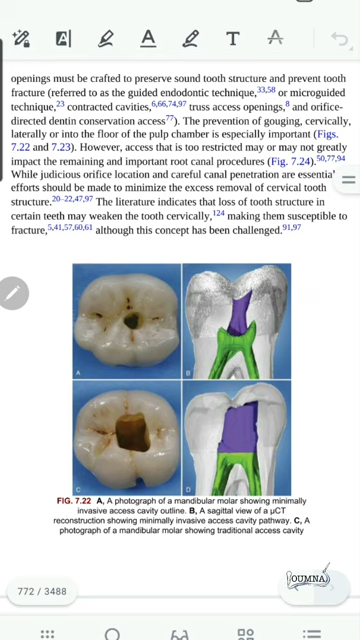 openings must be crafted to preserve sound tooth structure and prevent tooth
fracture (referred to as the guided endodontic technique,33,58 or microguided
technique,23 contracted cavities,6,66,74,97 truss access openings,8 and orifice-
directed dentin conservation access77). The prevention of gouging, cervically,
laterally or into the floor of the pulp chamber is especially important (Figs.
7.22 and 7.23). However, access that is too restricted may or may not greatly
impact the remaining and important root canal procedures (Fig. 7.24).50,77,94
While judicious orifice location and careful canal penetration are essentia
efforts should be made to minimize the excess removal of cervical tooth
structure.20–22,47,97 The literature indicates that loss of tooth structure in
certain teeth may weaken the tooth cervically,124 making them susceptible to
fracture,5,41,57,60,61 although this concept has been challenged.91,97
A
B
C
D
FIG. 7.22 A, A photograph of a mandibular molar showing minimally
invasive access cavity outline. B, A sagittal view of a µCT
reconstruction showing minimally invasive access cavity pathway. C, A
photograph of a mandibular molar showing traditional access cavity
OUMNA
772 / 3488